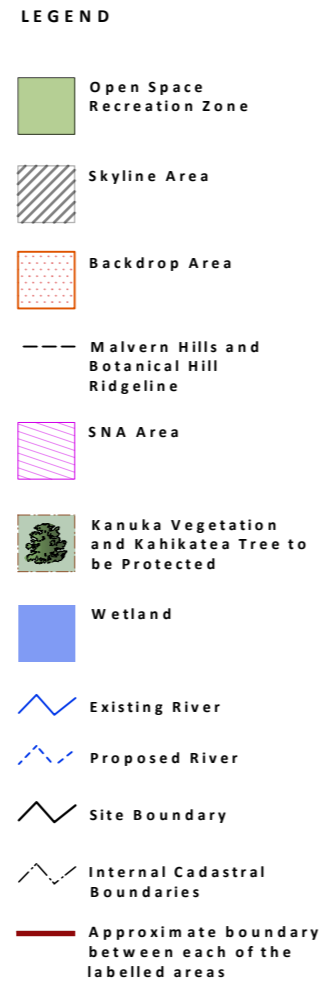 LEGEND
Open Space
Recreation Zone
Skyline Area
Backdrop Area
Malvern Hills and
Botanical Hill
Ridgeline
SNA Area
Kanuka Vegetation
and Kahikatea Tree to
be Protected
Wetland
Existing River
Proposed River
Site Boundary
Internal Cadastral
Boundaries
Approximate boundary
between each of the
labelled areas